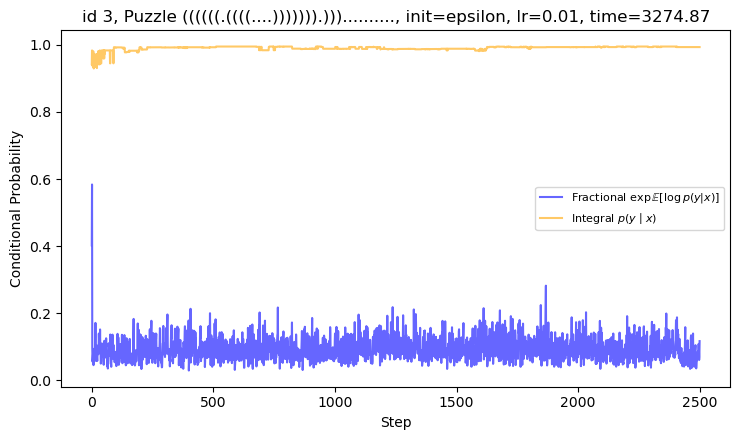 id 3, Puzzle ((((((.((((....))))))).))).........., init=epsilon, lr=0.01, time=3274.87
Conditional Probability
1.0
0.8
0.6
0.4
0.2
0.0
Fractional exp𝔼[log p(y|x)]
Integral p(y | x)
0 500 1000 1500 2000 2500
Step